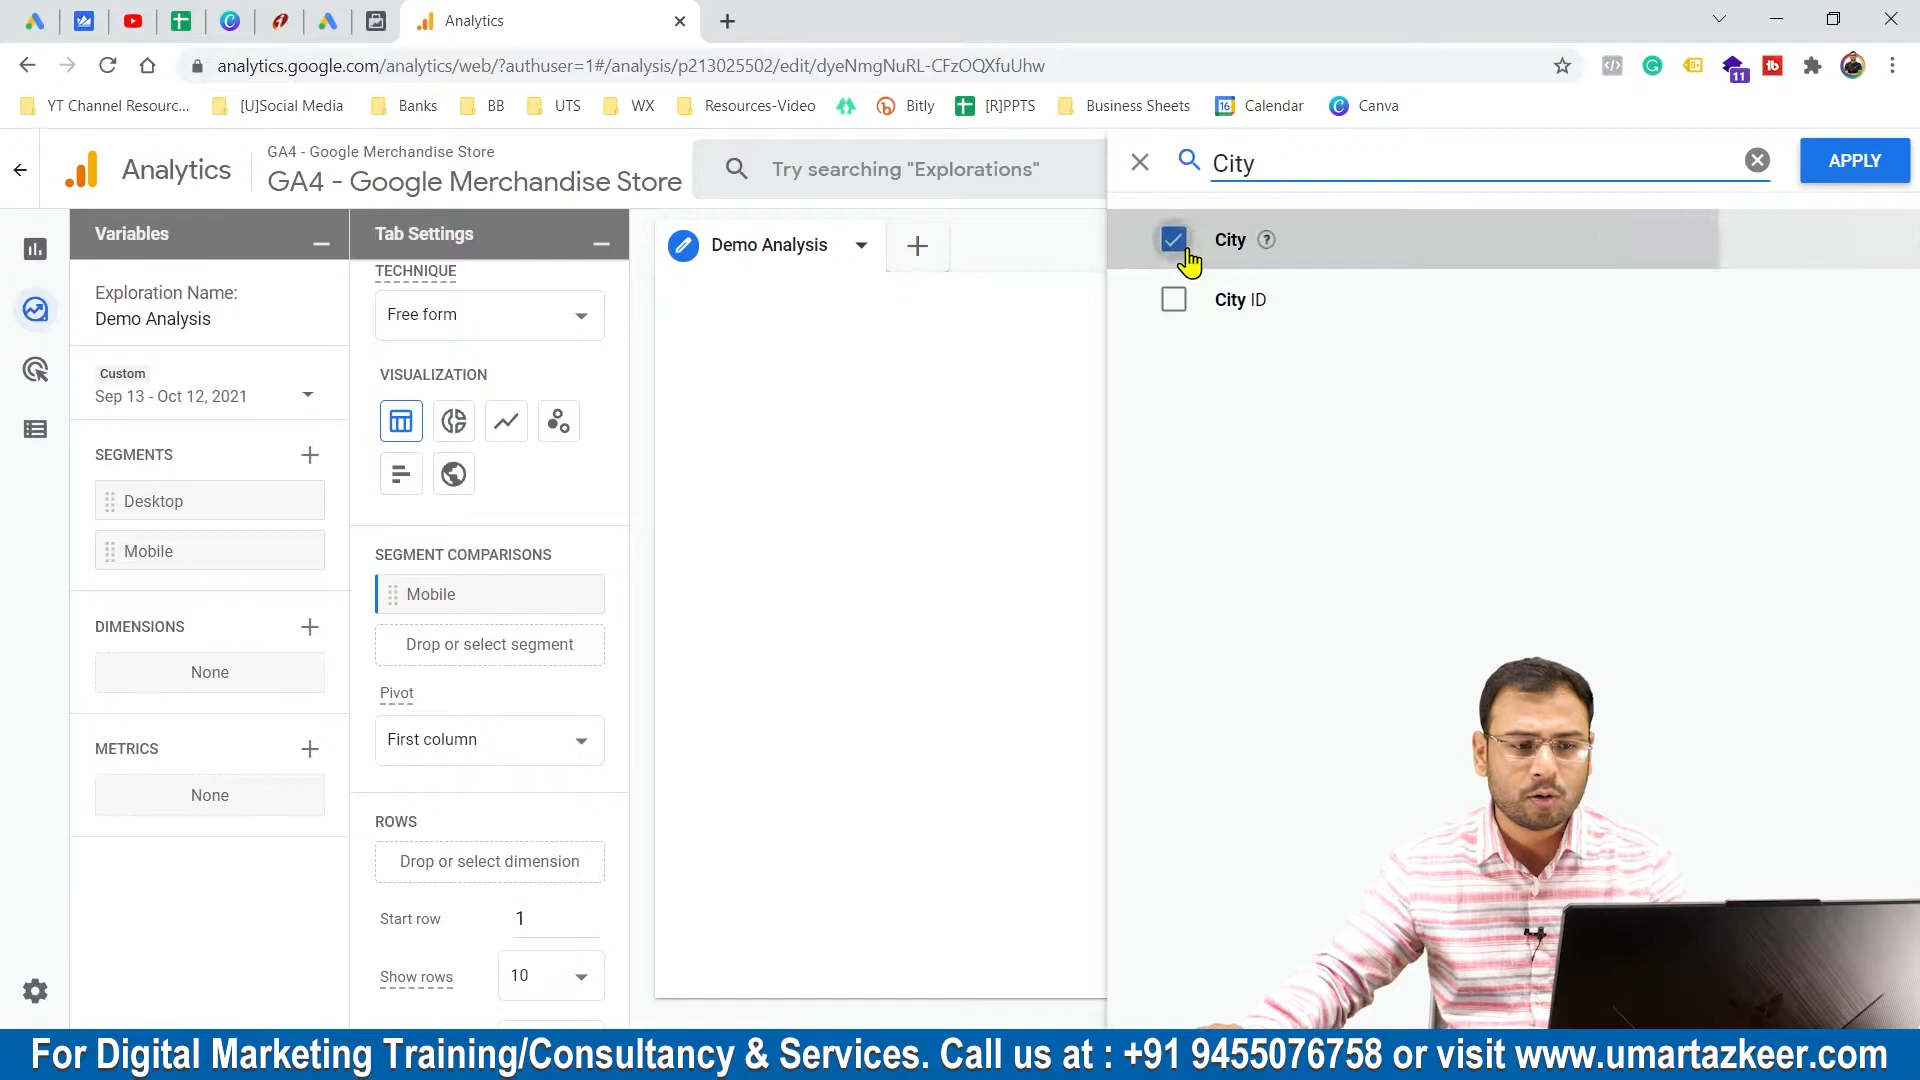 Analytics
analytics.google.com/analytics/web/?authuser=1#/analysis/p213025502/edit/dyeNmgNuRL-CFzOQXfuUhw
11
YT Channel Resourc...
[U]Social Media
Banks
BB
UTS
WX
Resources-Video
Bitly
[R]PPTS
Business Sheets
16
Calendar
Canva
Analytics
GA4 - Google Merchandise Store
GA4 - Google Merchandise Store
Try searching "Explorations"
City
APPLY
Variables
Exploration Name:
Demo Analysis
Custom
Sep 13 - Oct 12, 2021
SEGMENTS
Desktop
Mobile
DIMENSIONS
None
METRICS
None
Tab Settings
TECHNIQUE
Free form
VISUALIZATION
SEGMENT COMPARISONS
Mobile
Drop or select segment
Pivot
First column
ROWS
Drop or select dimension
Start row
1
Show rows
10
Demo Analysis
City
City ID
For Digital Marketing Training/Consultancy & Services. Call us at : +91 9455076758 or visit www.umartazkeer.com